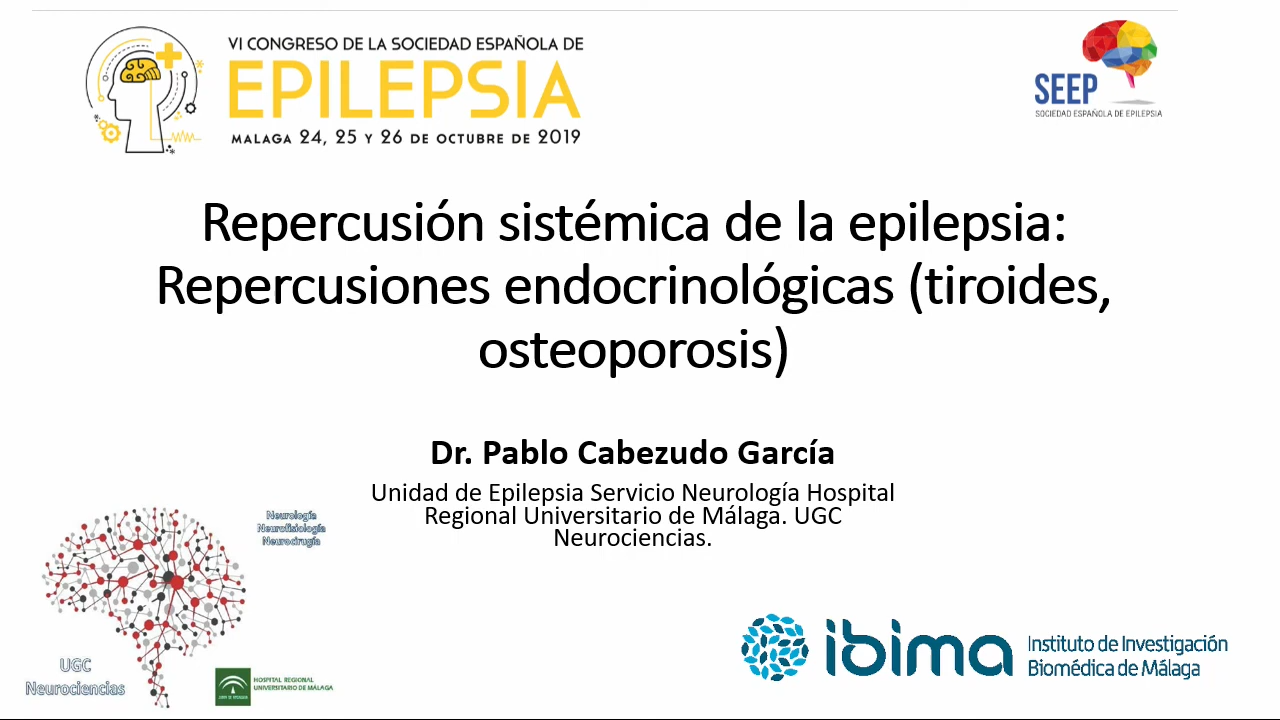 VI CONGRESO DE LA SOCIEDAD ESPAÑOLA DE
EPILEPSIA
MALAGA 24, 25 Y 26 DE OCTUBRE DE 2019
SEEP
SOCIEDAD ESPAÑOLA DE EPILEPSIA
Repercusión sistémica de la epilepsia:
Repercusiones endocrinológicas (tiroides,
osteoporosis)
Dr. Pablo Cabezudo García
Unidad de Epilepsia Servicio Neurología Hospital
Regional Universitario de Málaga. UGC
Neurociencias.
Neurología
Neurofisiología
Neurocirugía
UGC
Neurociencias
HOSPITAL REGIONAL
UNIVERSITARIO DE MÁLAGA
ibima
Instituto de Investigación
Biomédica de Málaga